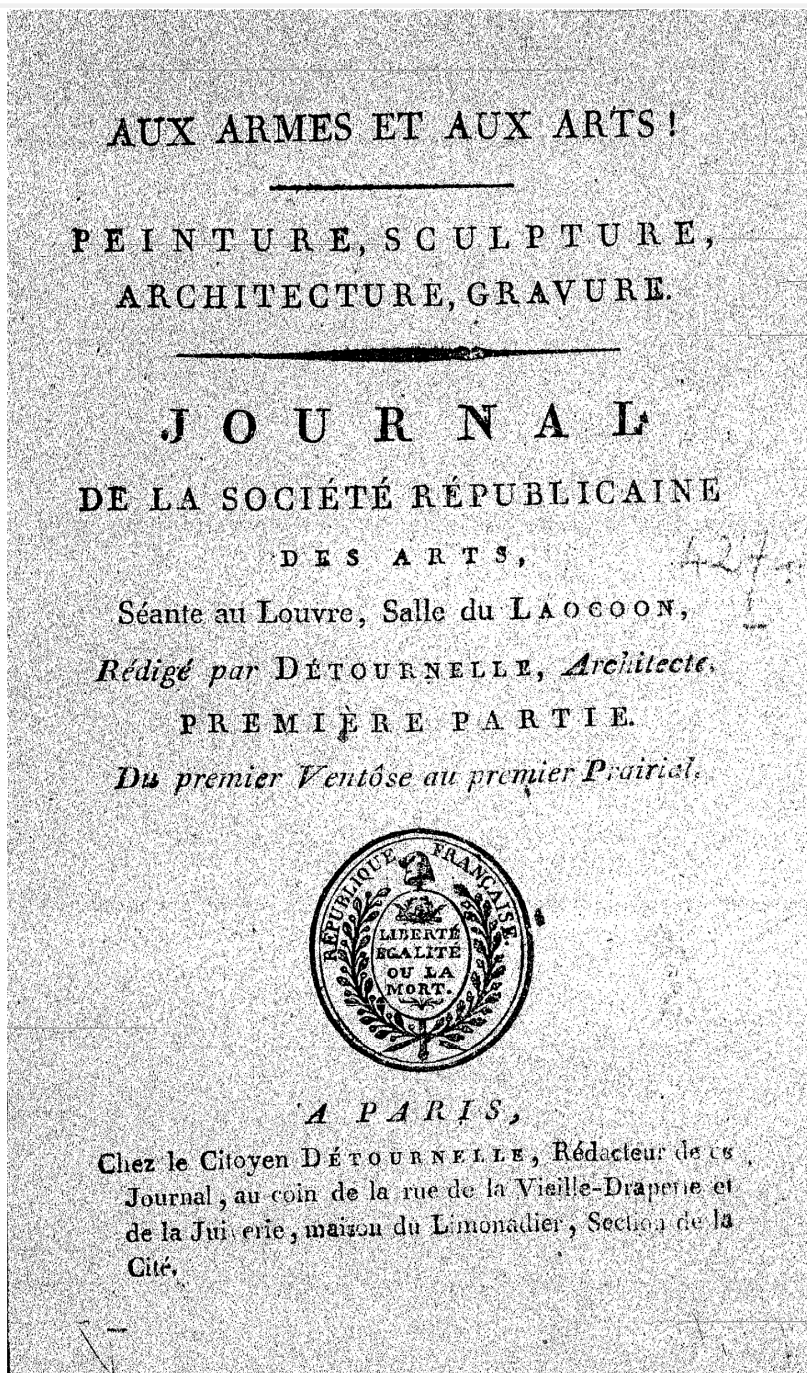 AUX ARMES ET AUX ARTS !
PEINTURE, SCULPTURE,
ARCHITECTURE, GRAVURE.
JOURNAL
DE LA SOCIÉTÉ RÉPUBLICAINE
DES ARTS,
Séante au Louvre, Salle du LAOCOON,
Rédigé par DÉTOURNELLE, Architecte.
PREMIÈRE PARTIE.
Du premier Ventôse au premier Prairial.
RÉPUBLIQUE FRANÇAISE.
LIBERTÉ
ÉGALITÉ
OU LA
MORT.
A PARIS,
Chez le Citoyen DÉTOURNELLE, Rédacteur de ce
Journal, au coin de la rue de la Vieille-Draperie et
de la Juiverie, maison du Limonadier, Section de la
Cité.